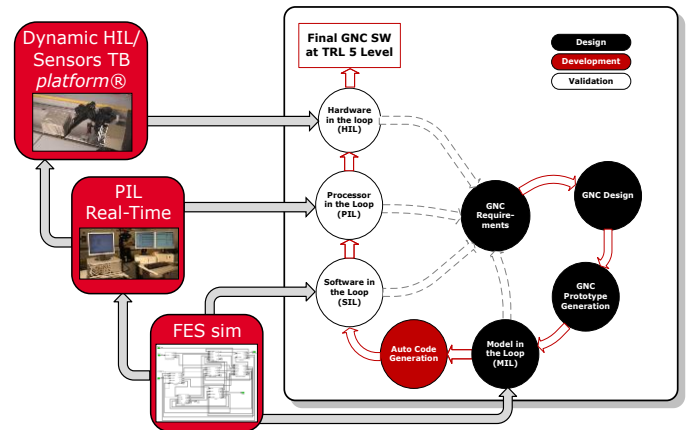 Dynamic HIL/
Sensors TB
platform®
PIL
Real-Time
FES sim
Final GNC SW
at TRL 5 Level
Design
Development
Validation
Hardware
in the loop
(HIL)
Processor
in the Loop
(PIL)
Software in
the Loop
(SIL)
Auto Code
Generation
Model in
the Loop
(MIL)
GNC
Prototype
Generation
GNC Design
GNC
Require-
ments